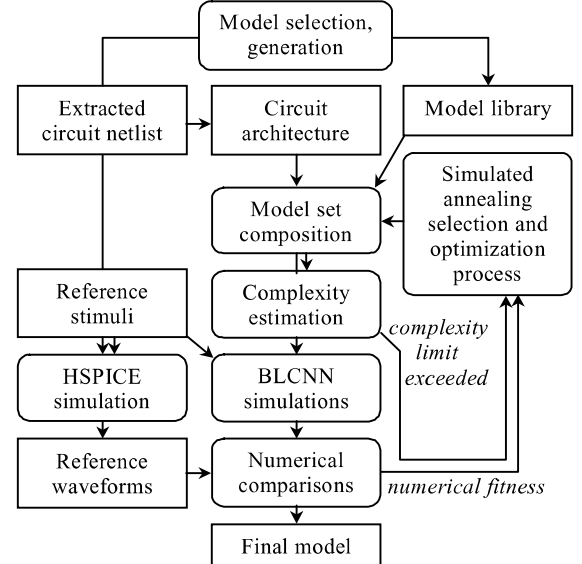 Model selection,
generation
Extracted
circuit netlist
Circuit
architecture
Model library
Simulated
annealing
selection and
optimization
process
Model set
composition
Reference
stimuli
Complexity
estimation
complexity
limit
exceeded
HSPICE
simulation
BLCNN
simulations
Reference
waveforms
Numerical
comparisons
numerical fitness
Final model